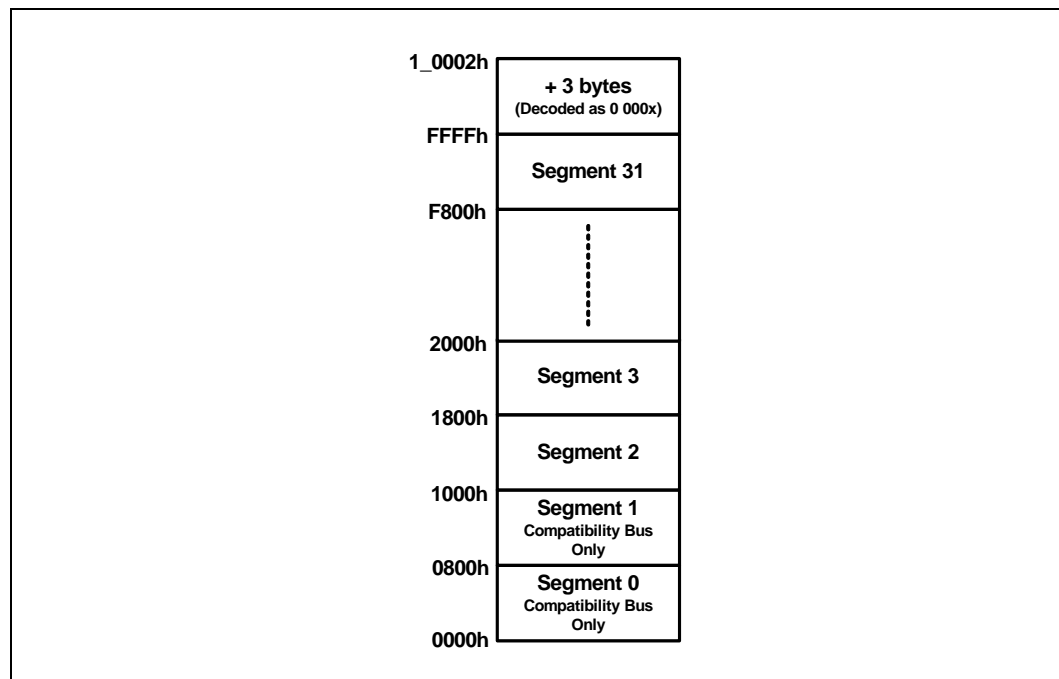 1_0002h
+ 3 bytes
(Decoded as 0 000x)
FFFFh
Segment 31
F800h
2000h
Segment 3
1800h
Segment 2
1000h
Segment 1
Compatibility Bus
Only
0800h
Segment 0
Compatibility Bus
Only
0000h